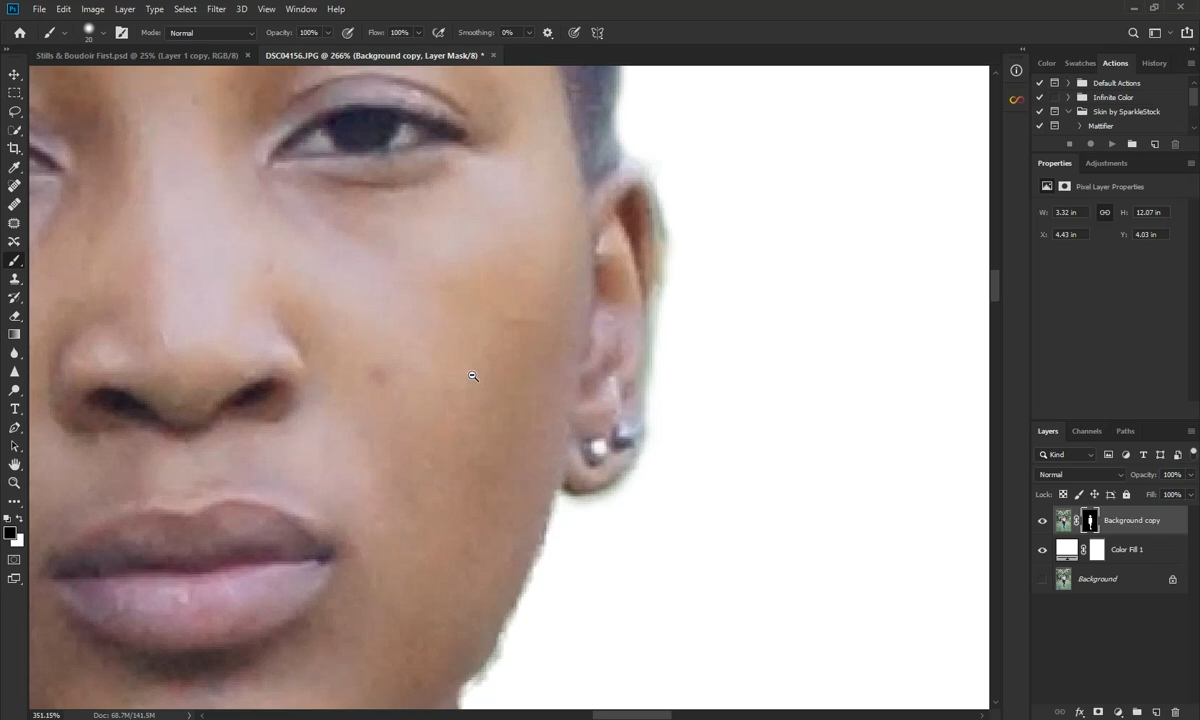 Ps File Edit Image Layer Type Select Filter 3D View Window Help
20 Mode: Normal Opacity: 100% Flow: 100% Smoothing: 0%
Stills & Boudoir First.psd @ 25% (Layer 1 copy, RGB/8) × DSC04156.JPG @ 266% (Background copy, Layer Mask/8) * ×
Color Swatches Actions History
Default Actions
Infinite Color
Skin by SparkleStock
Mattifier
Properties Adjustments
Pixel Layer Properties
W: 3.32 in H: 12.07 in
X: 4.43 in Y: 4.03 in
Layers Channels Paths
Kind
Normal Opacity: 100%
Lock: Fill: 100%
Background copy
Color Fill 1
Background
351.15% Doc: 68.7M/141.5M